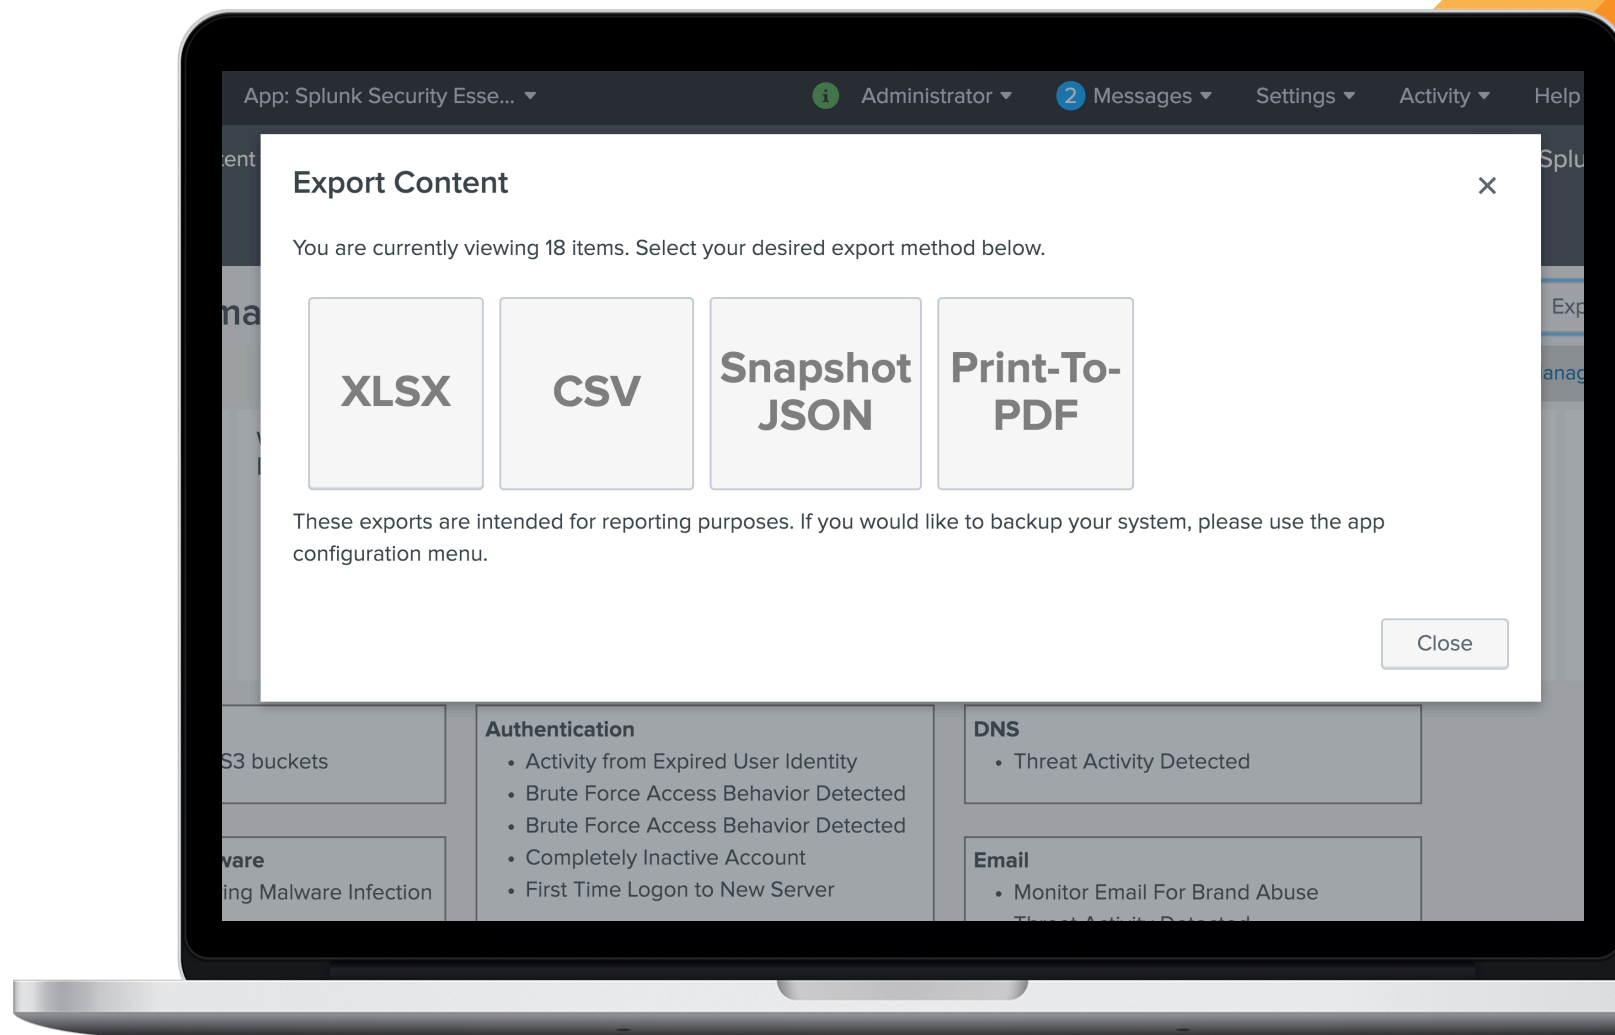 App: Splunk Security Esse...
i Administrator
2 Messages
Settings
Activity
Help
Export Content
×
You are currently viewing 18 items. Select your desired export method below.
XLSX
CSV
Snapshot
JSON
Print-To-
PDF
These exports are intended for reporting purposes. If you would like to backup your system, please use the app
configuration menu.
Close
S3 buckets
ing Malware Infection
Authentication
• Activity from Expired User Identity
• Brute Force Access Behavior Detected
• Brute Force Access Behavior Detected
• Completely Inactive Account
• First Time Logon to New Server
DNS
• Threat Activity Detected
Email
• Monitor Email For Brand Abuse
• Threat Activity Detected